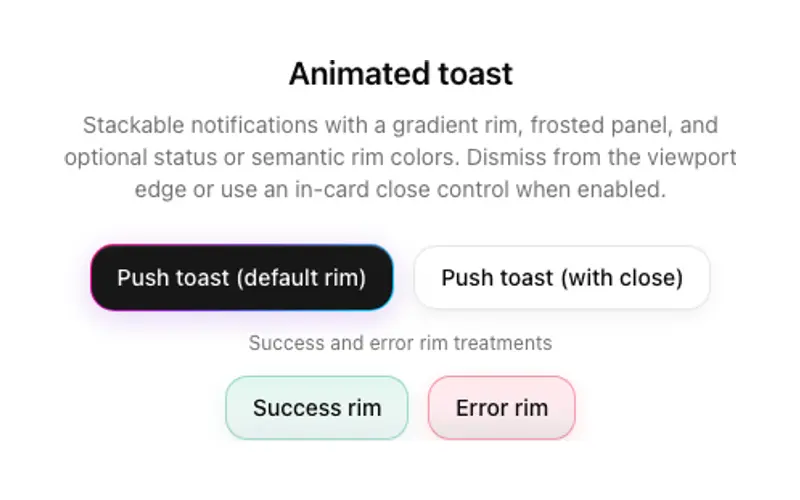 Animated toast
Stackable notifications with a gradient rim, frosted panel, and
optional status or semantic rim colors. Dismiss from the viewport
edge or use an in-card close control when enabled.
Push toast (default rim)
Push toast (with close)
Success and error rim treatments
Success rim
Error rim